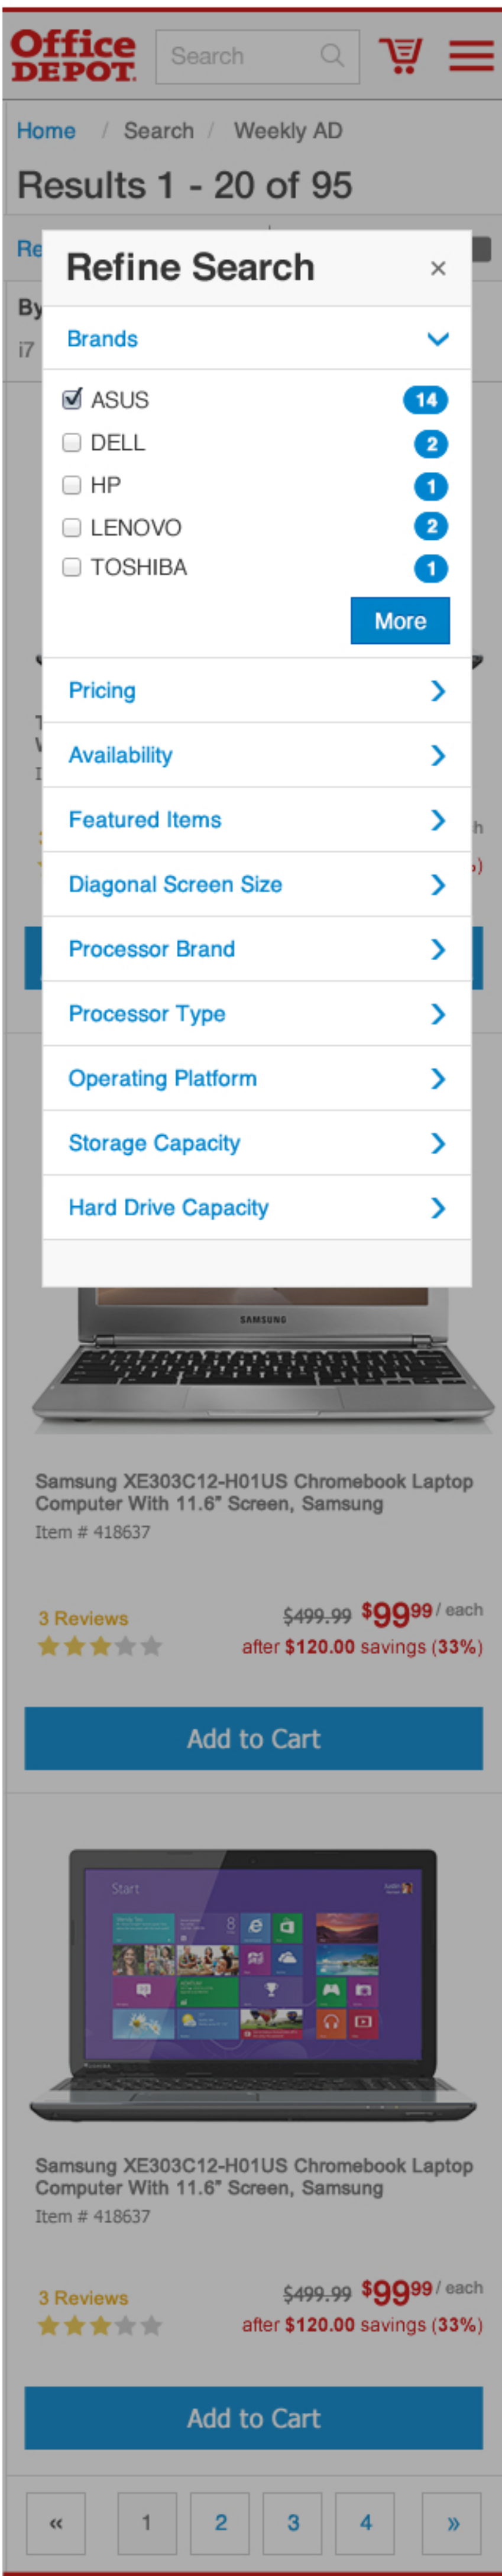 Office
DEPOT.
Search
Home / Search / Weekly AD
Results 1 - 20 of 95
Re
Refine Search ×
By
i7
Brands
ASUS 14
DELL 2
HP 1
LENOVO 2
TOSHIBA 1
More
Pricing
Availability
Featured Items
Diagonal Screen Size
Processor Brand
Processor Type
Operating Platform
Storage Capacity
Hard Drive Capacity
SAMSUNG
Samsung XE303C12-H01US Chromebook Laptop
Computer With 11.6" Screen, Samsung
Item # 418637
3 Reviews $499.99 $9999 / each
after $120.00 savings (33%)
Add to Cart
Start
Samsung XE303C12-H01US Chromebook Laptop
Computer With 11.6" Screen, Samsung
Item # 418637
3 Reviews $499.99 $9999 / each
after $120.00 savings (33%)
Add to Cart
« 1 2 3 4 »